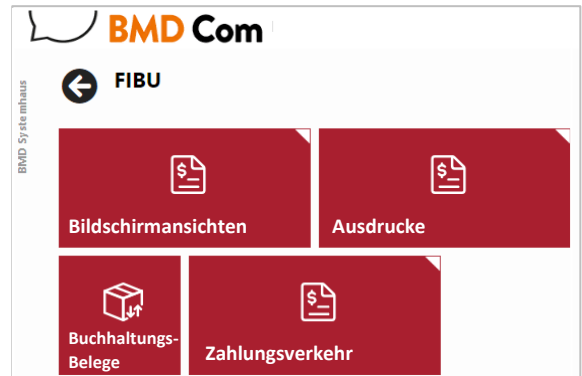 BMD Com
FIBU
BMD Systemhaus
Bildschirmansichten
Ausdrucke
Buchhaltungs-
Belege
Zahlungsverkehr